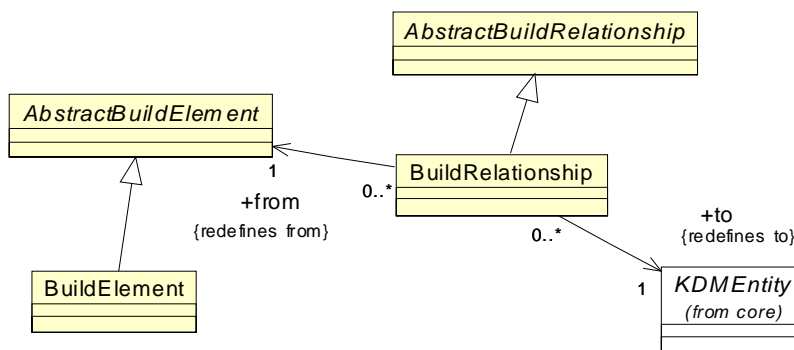 AbstractBuildRelationship
AbstractBuildElement
BuildRelationship
1
0..*
+from
{redefines from}
0..*
+to
{redefines to}
BuildElement
1
KDMEntity
(from core)